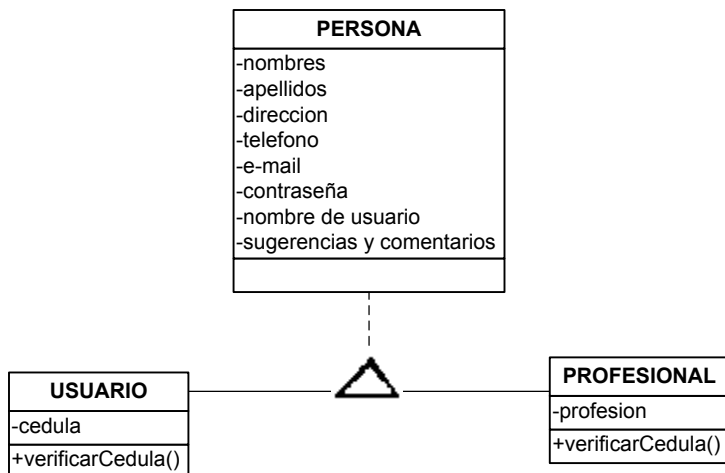 PERSONA
-nombres
-apellidos
-direccion
-telefono
-e-mail
-contraseña
-nombre de usuario
-sugerencias y comentarios
USUARIO
-cedula
+verificarCedula()
PROFESIONAL
-profesion
+verificarCedula()